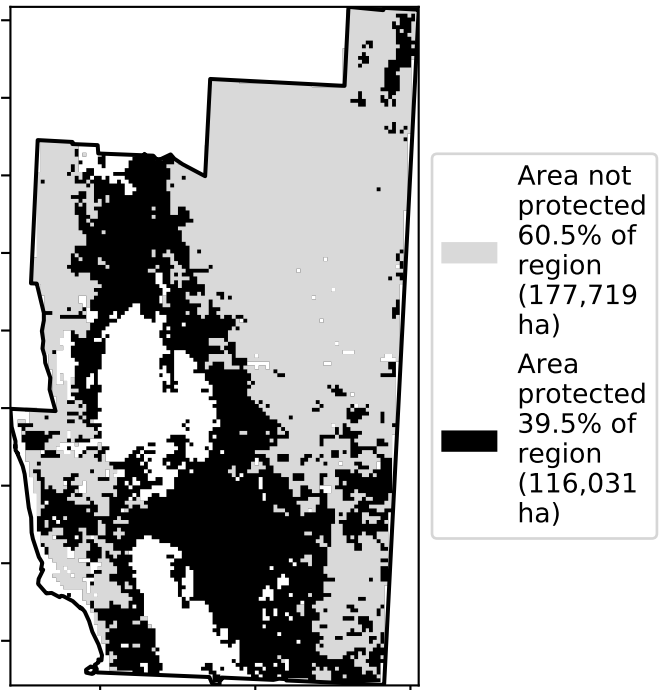 Area not
protected
60.5% of
region
(177,719
ha)
Area
protected
39.5% of
region
(116,031
ha)